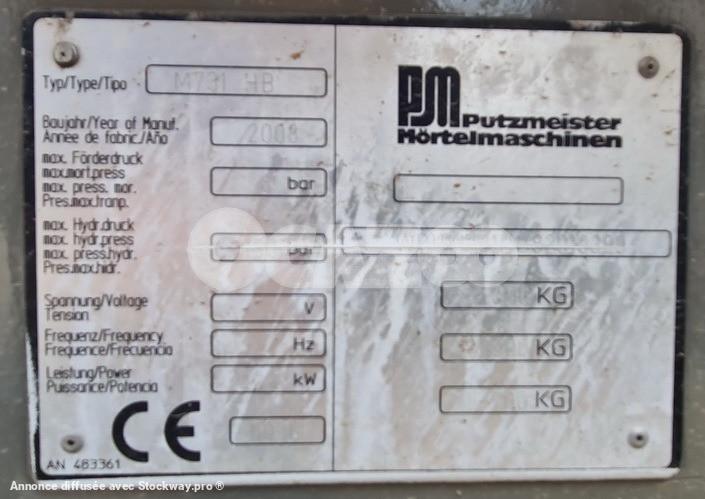 Typ/Type/Tipo M731 HB
Baujahr/Year of Manuf.
Année de fabric./Año 2008
max. Förderdruck
max.mort.press
max. press. mor.
Pres.max.tranp.
bar
max. Hydr.druck
max. hydr.press
max. press.hydr.
Pres.max.hidr.
bar
Spannung/Voltage
Tension
V
Frequenz/Frequency
Frequence/Frecuencia
Hz
Leistung/Power
Puissance/Potencia
kW
CE
AN 483361
PM Putzmeister
Mörtelmaschinen
KG
KG
KG
Annonce diffusée avec Stockway.pro ®